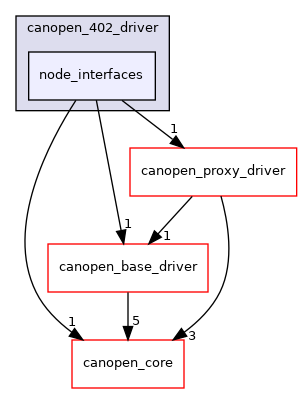 canopen_402_driver
node_interfaces
1
canopen_proxy_driver
1
1
canopen_base_driver
5
1
3
canopen_core